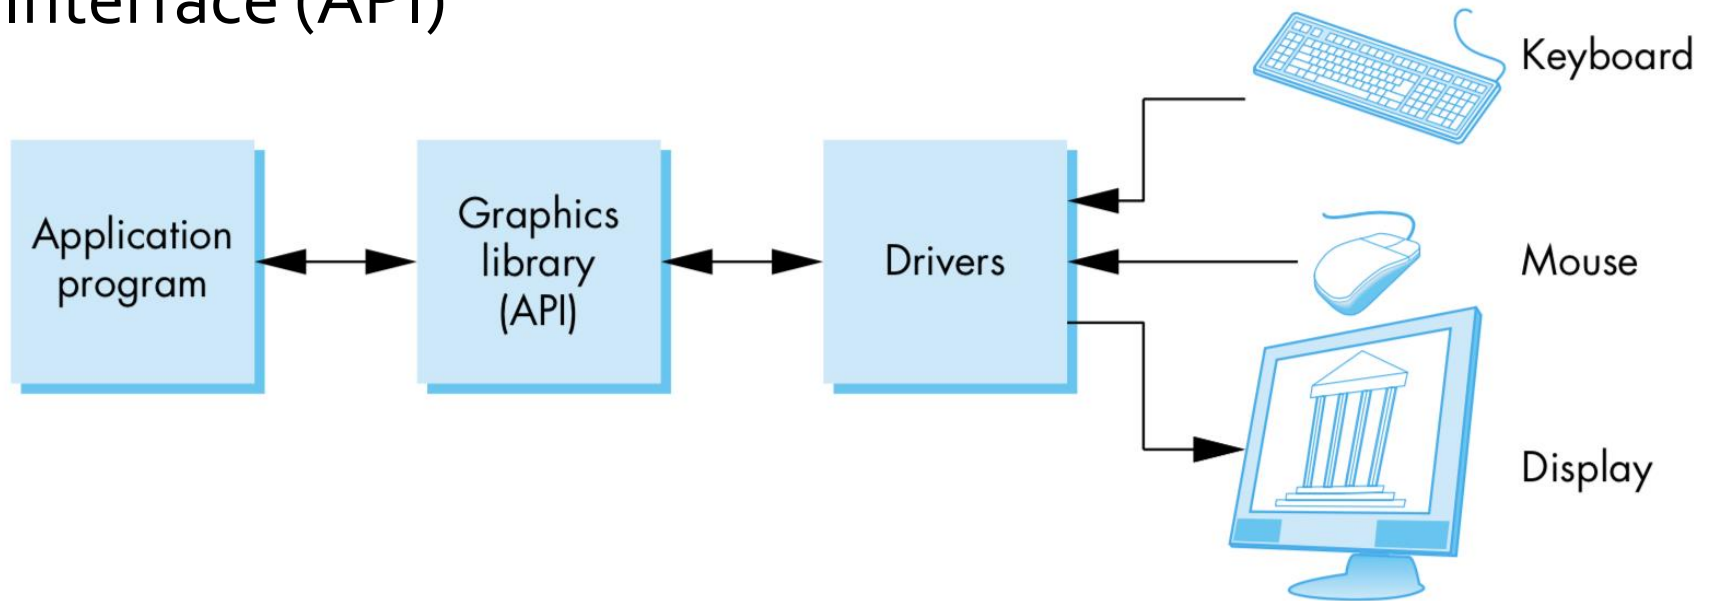 Interface (API)
Keyboard
Application
program
Graphics
library
(API)
Drivers
Mouse
Display